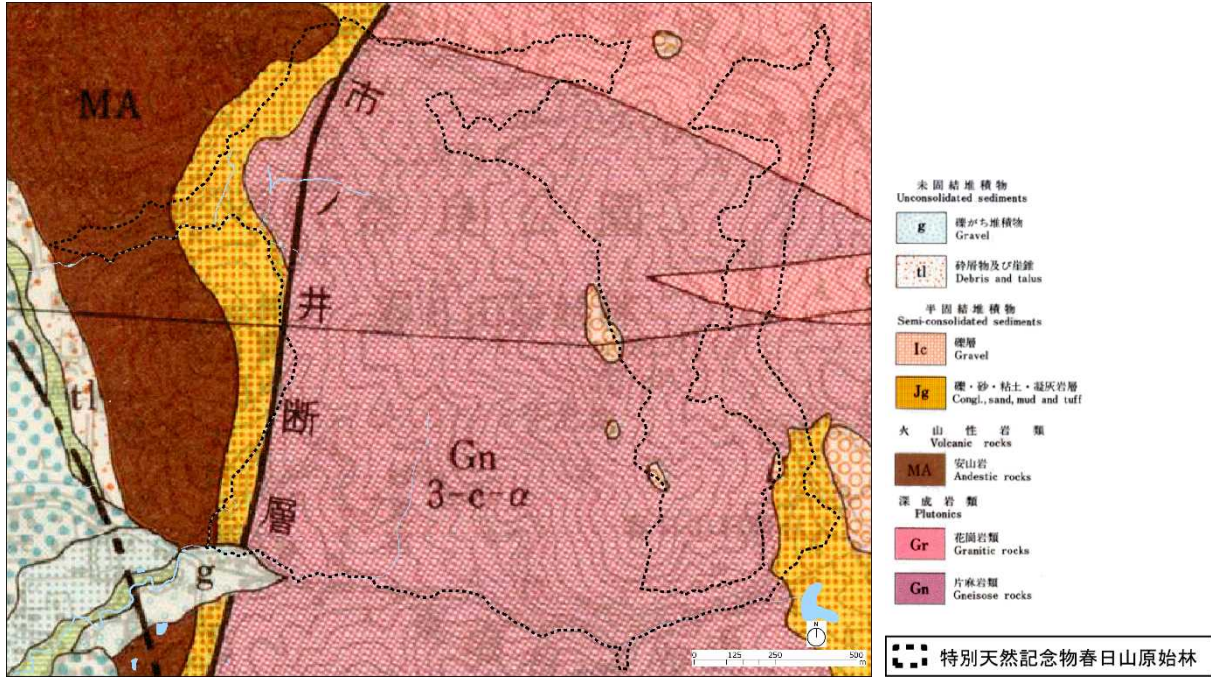 MA
市
ノ
井
断
層
tl
Gn
3-c-α
g
N
0 125 250 500
m
未固結堆積物
Unconsolidated sediments
g
礫がち堆積物
Gravel
tl
砕屑物及び崖錐
Debris and talus
半固結堆積物
Semi-consolidated sediments
Ic
礫層
Gravel
Jg
礫・砂・粘土・凝灰岩層
Congl., sand, mud and tuff
火山性岩類
Volcanic rocks
MA
安山岩
Andestic rocks
深成岩類
Plutonics
Gr
花崗岩類
Granitic rocks
Gn
片麻岩類
Gneisose rocks
特別天然記念物春日山原始林